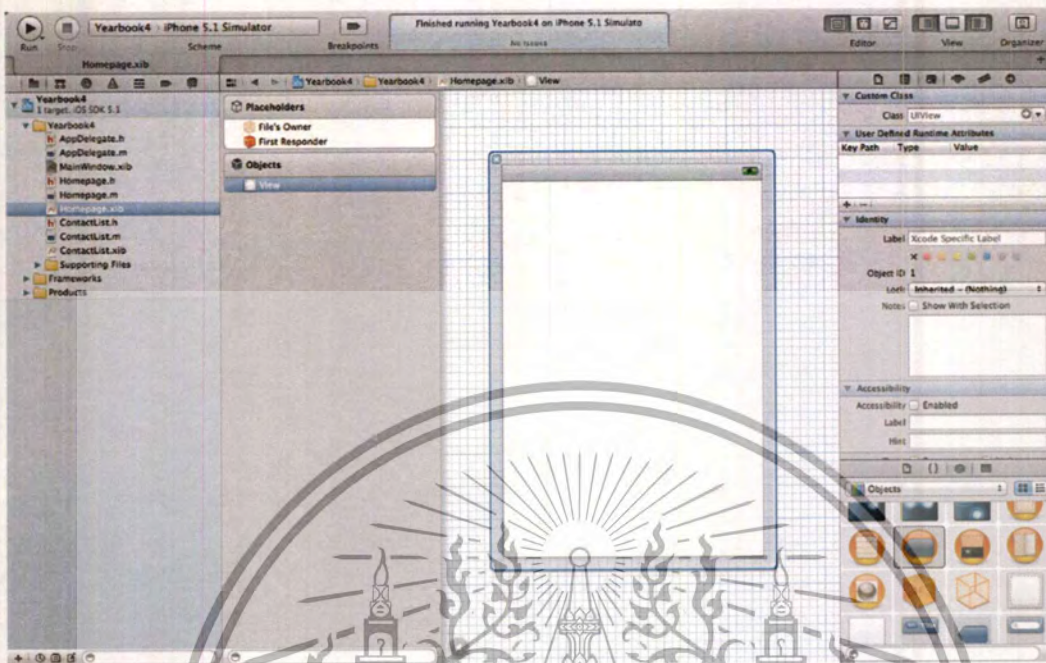 Yearbook4 › iPhone 5.1 Simulator
Finished running Yearbook4 on iPhone 5.1 Simulato
No Issues
Run
Stop
Scheme
Breakpoints
Editor
View
Organizer
Homepage.xib
Yearbook4
1 target, iOS SDK 5.1
Yearbook4
AppDelegate.h
AppDelegate.m
MainWindow.xib
Homepage.h
Homepage.m
Homepage.xib
ContactList.h
ContactList.m
ContactList.xib
Supporting Files
Frameworks
Products
Yearbook4 › Yearbook4 › Homepage.xib › View
Placeholders
File's Owner
First Responder
Objects
View
Custom Class
Class UIView
User Defined Runtime Attributes
Key Path Type Value
Identity
Label Xcode Specific Label
Object ID 1
Lock Inherited - (Nothing)
Notes Show With Selection
Accessibility
Accessibility Enabled
Label
Hint
Objects